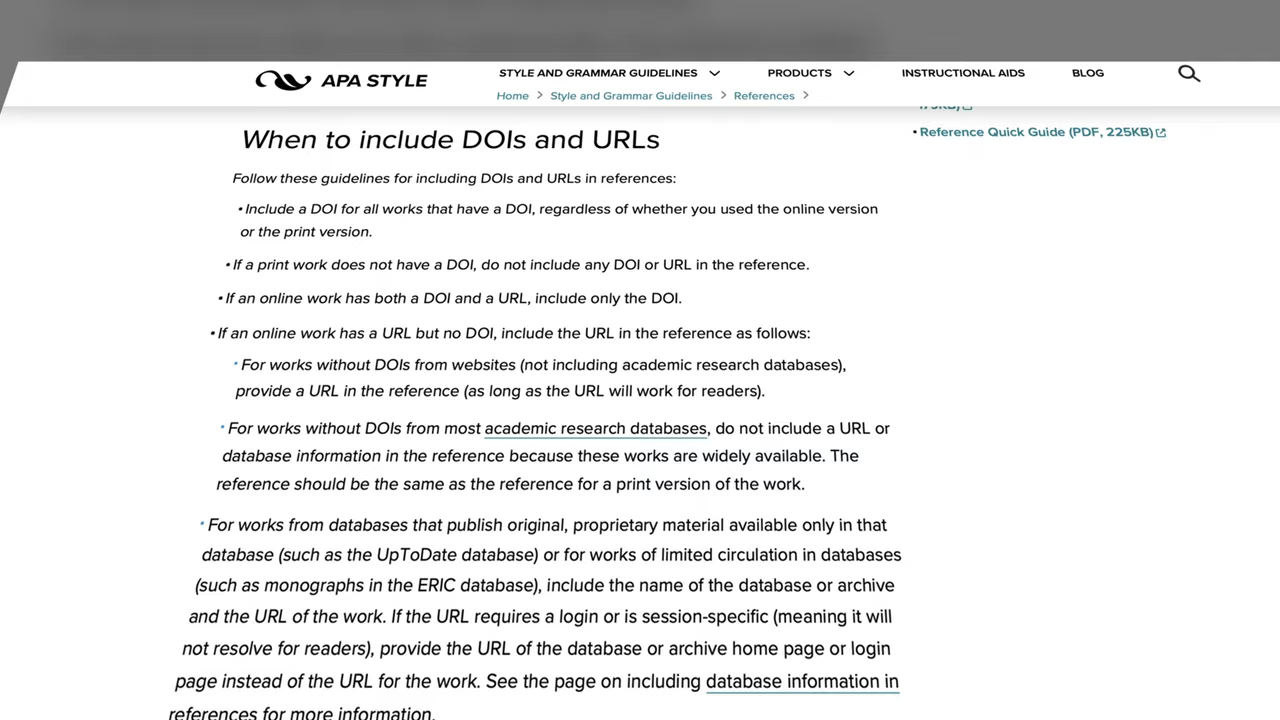 APA STYLE
STYLE AND GRAMMAR GUIDELINES
PRODUCTS
INSTRUCTIONAL AIDS
BLOG
Home > Style and Grammar Guidelines > References >
When to include DOIs and URLs
• Reference Quick Guide (PDF, 225KB)
Follow these guidelines for including DOIs and URLs in references:
• Include a DOI for all works that have a DOI, regardless of whether you used the online version
or the print version.
• If a print work does not have a DOI, do not include any DOI or URL in the reference.
• If an online work has both a DOI and a URL, include only the DOI.
• If an online work has a URL but no DOI, include the URL in the reference as follows:
• For works without DOIs from websites (not including academic research databases),
provide a URL in the reference (as long as the URL will work for readers).
• For works without DOIs from most academic research databases, do not include a URL or
database information in the reference because these works are widely available. The
reference should be the same as the reference for a print version of the work.
• For works from databases that publish original, proprietary material available only in that
database (such as the UpToDate database) or for works of limited circulation in databases
(such as monographs in the ERIC database), include the name of the database or archive
and the URL of the work. If the URL requires a login or is session-specific (meaning it will
not resolve for readers), provide the URL of the database or archive home page or login
page instead of the URL for the work. See the page on including database information in
references for more information.